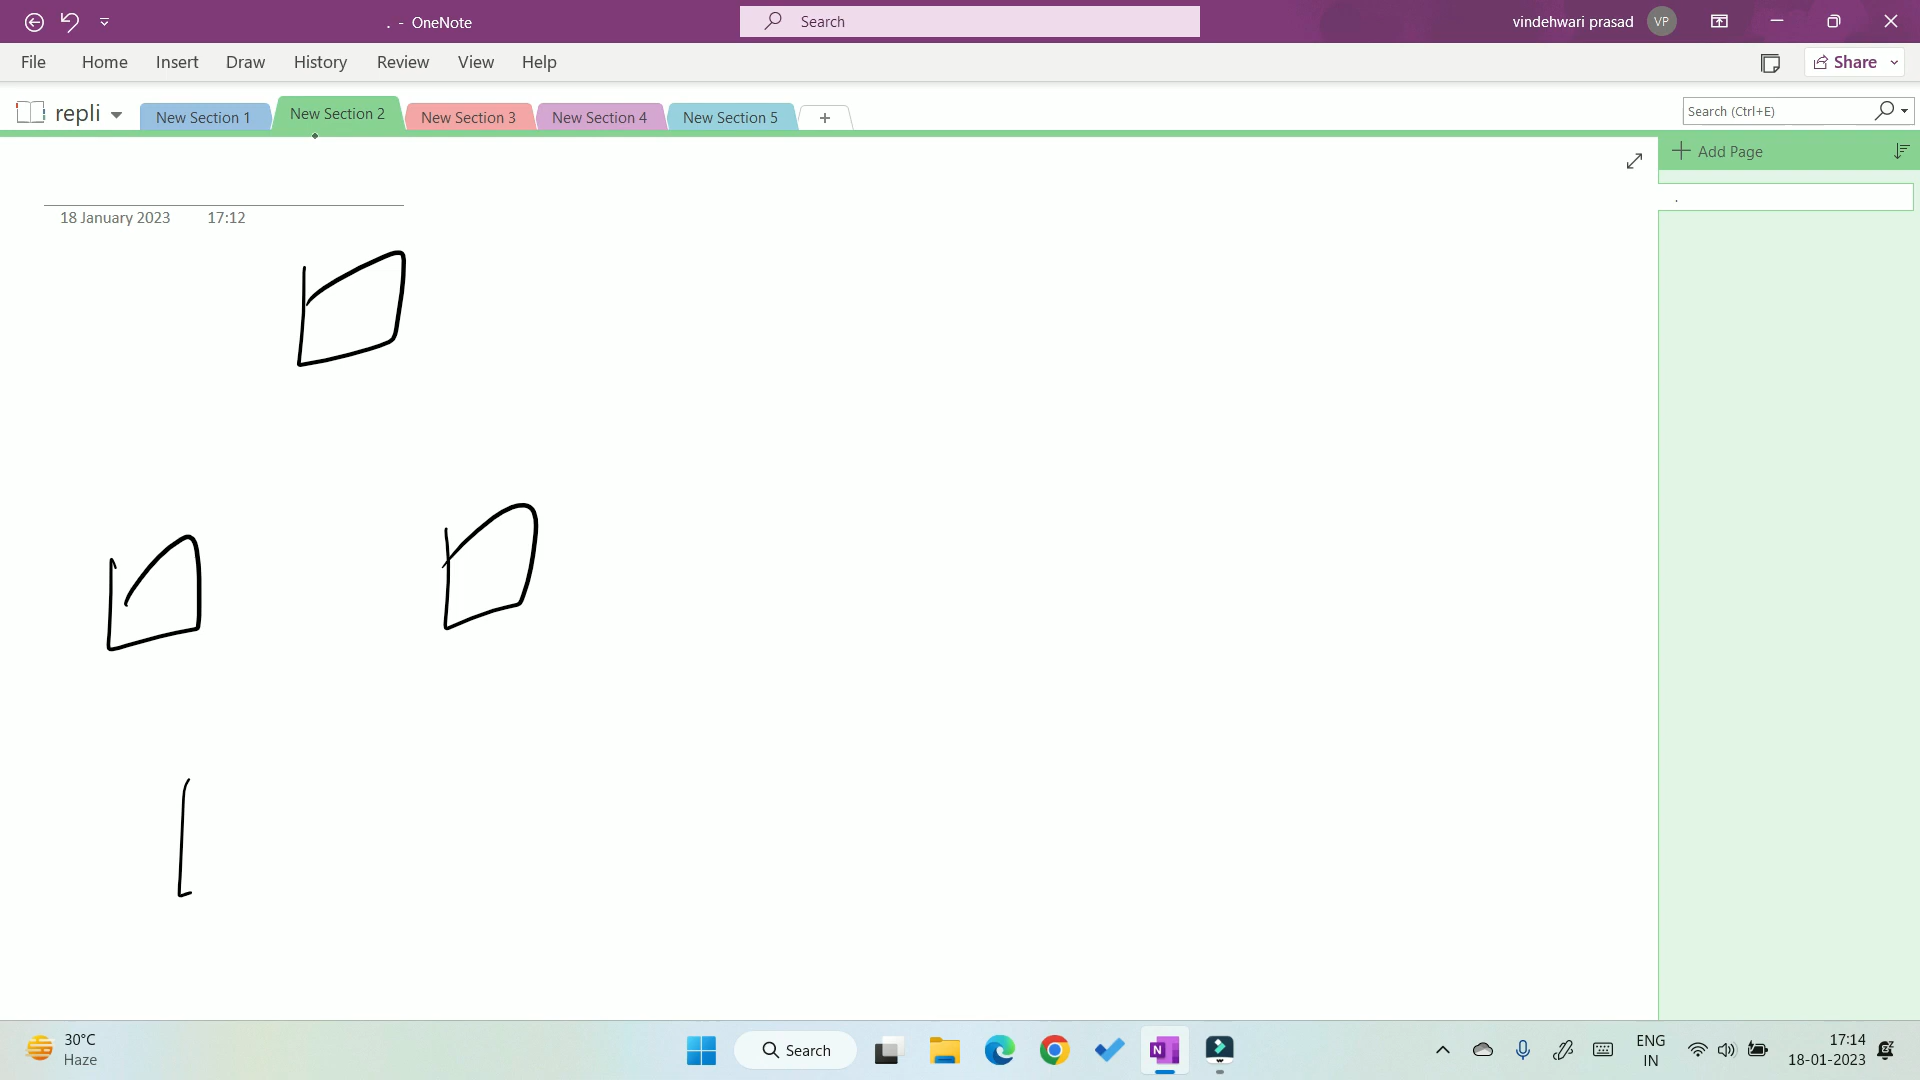 . - OneNote
Search
vindehwari prasad
VP
File Home Insert Draw History Review View Help
Share
repli
New Section 1
New Section 2
New Section 3
New Section 4
New Section 5
+
Search (Ctrl+E)
Add Page
.
18 January 2023 17:12
30°C
Haze
Search
ENG
IN
17:14
18-01-2023